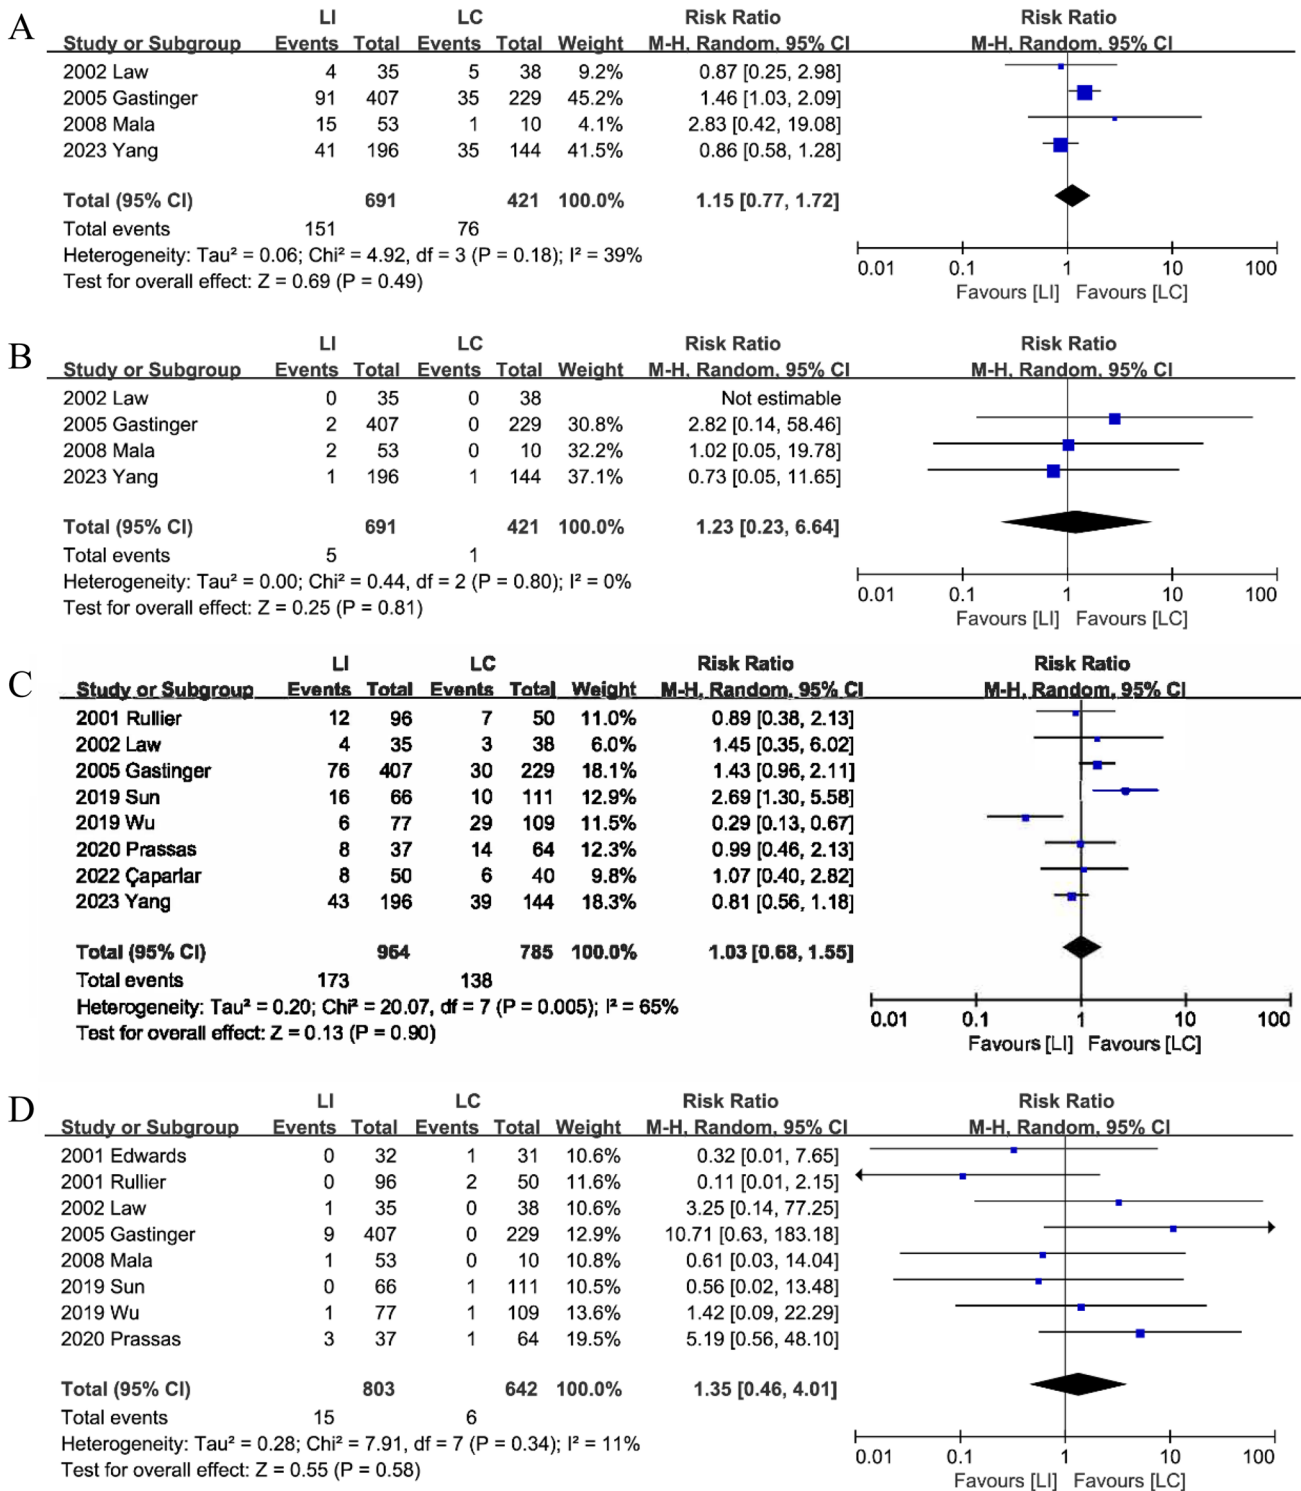 A
LI LC Risk Ratio Risk Ratio
Study or Subgroup Events Total Events Total Weight M-H, Random, 95% CI M-H, Random, 95% CI
2002 Law 4 35 5 38 9.2% 0.87 [0.25, 2.98]
2005 Gastinger 91 407 35 229 45.2% 1.46 [1.03, 2.09]
2008 Mala 15 53 1 10 4.1% 2.83 [0.42, 19.08]
2023 Yang 41 196 35 144 41.5% 0.86 [0.58, 1.28]
Total (95% CI) 691 421 100.0% 1.15 [0.77, 1.72]
Total events 151 76
Heterogeneity: Tau² = 0.06; Chi² = 4.92, df = 3 (P = 0.18); I² = 39%
Test for overall effect: Z = 0.69 (P = 0.49)
0.01 0.1 1 10 100
Favours [LI] Favours [LC]
B
LI LC Risk Ratio Risk Ratio
Study or Subgroup Events Total Events Total Weight M-H, Random, 95% CI M-H, Random, 95% CI
2002 Law 0 35 0 38 Not estimable
2005 Gastinger 2 407 0 229 30.8% 2.82 [0.14, 58.46]
2008 Mala 2 53 0 10 32.2% 1.02 [0.05, 19.78]
2023 Yang 1 196 1 144 37.1% 0.73 [0.05, 11.65]
Total (95% CI) 691 421 100.0% 1.23 [0.23, 6.64]
Total events 5 1
Heterogeneity: Tau² = 0.00; Chi² = 0.44, df = 2 (P = 0.80); I² = 0%
Test for overall effect: Z = 0.25 (P = 0.81)
0.01 0.1 1 10 100
Favours [LI] Favours [LC]
C
LI LC Risk Ratio Risk Ratio
Study or Subgroup Events Total Events Total Weight M-H, Random, 95% CI M-H, Random, 95% CI
2001 Rullier 12 96 7 50 11.0% 0.89 [0.38, 2.13]
2002 Law 4 35 3 38 6.0% 1.45 [0.35, 6.02]
2005 Gastinger 76 407 30 229 18.1% 1.43 [0.96, 2.11]
2019 Sun 16 66 10 111 12.9% 2.69 [1.30, 5.58]
2019 Wu 6 77 29 109 11.5% 0.29 [0.13, 0.67]
2020 Prassas 8 37 14 64 12.3% 0.99 [0.46, 2.13]
2022 Çaparlar 8 50 6 40 9.8% 1.07 [0.40, 2.82]
2023 Yang 43 196 39 144 18.3% 0.81 [0.56, 1.18]
Total (95% CI) 964 785 100.0% 1.03 [0.68, 1.55]
Total events 173 138
Heterogeneity: Tau² = 0.20; Chi² = 20.07, df = 7 (P = 0.005); I² = 65%
Test for overall effect: Z = 0.13 (P = 0.90)
0.01 0.1 1 10 100
Favours [LI] Favours [LC]
D
LI LC Risk Ratio Risk Ratio
Study or Subgroup Events Total Events Total Weight M-H, Random, 95% CI M-H, Random, 95% CI
2001 Edwards 0 32 1 31 10.6% 0.32 [0.01, 7.65]
2001 Rullier 0 96 2 50 11.6% 0.11 [0.01, 2.15]
2002 Law 1 35 0 38 10.6% 3.25 [0.14, 77.25]
2005 Gastinger 9 407 0 229 12.9% 10.71 [0.63, 183.18]
2008 Mala 1 53 0 10 10.8% 0.61 [0.03, 14.04]
2019 Sun 0 66 1 111 10.5% 0.56 [0.02, 13.48]
2019 Wu 1 77 1 109 13.6% 1.42 [0.09, 22.29]
2020 Prassas 3 37 1 64 19.5% 5.19 [0.56, 48.10]
Total (95% CI) 803 642 100.0% 1.35 [0.46, 4.01]
Total events 15 6
Heterogeneity: Tau² = 0.28; Chi² = 7.91, df = 7 (P = 0.34); I² = 11%
Test for overall effect: Z = 0.55 (P = 0.58)
0.01 0.1 1 10 100
Favours [LI] Favours [LC]